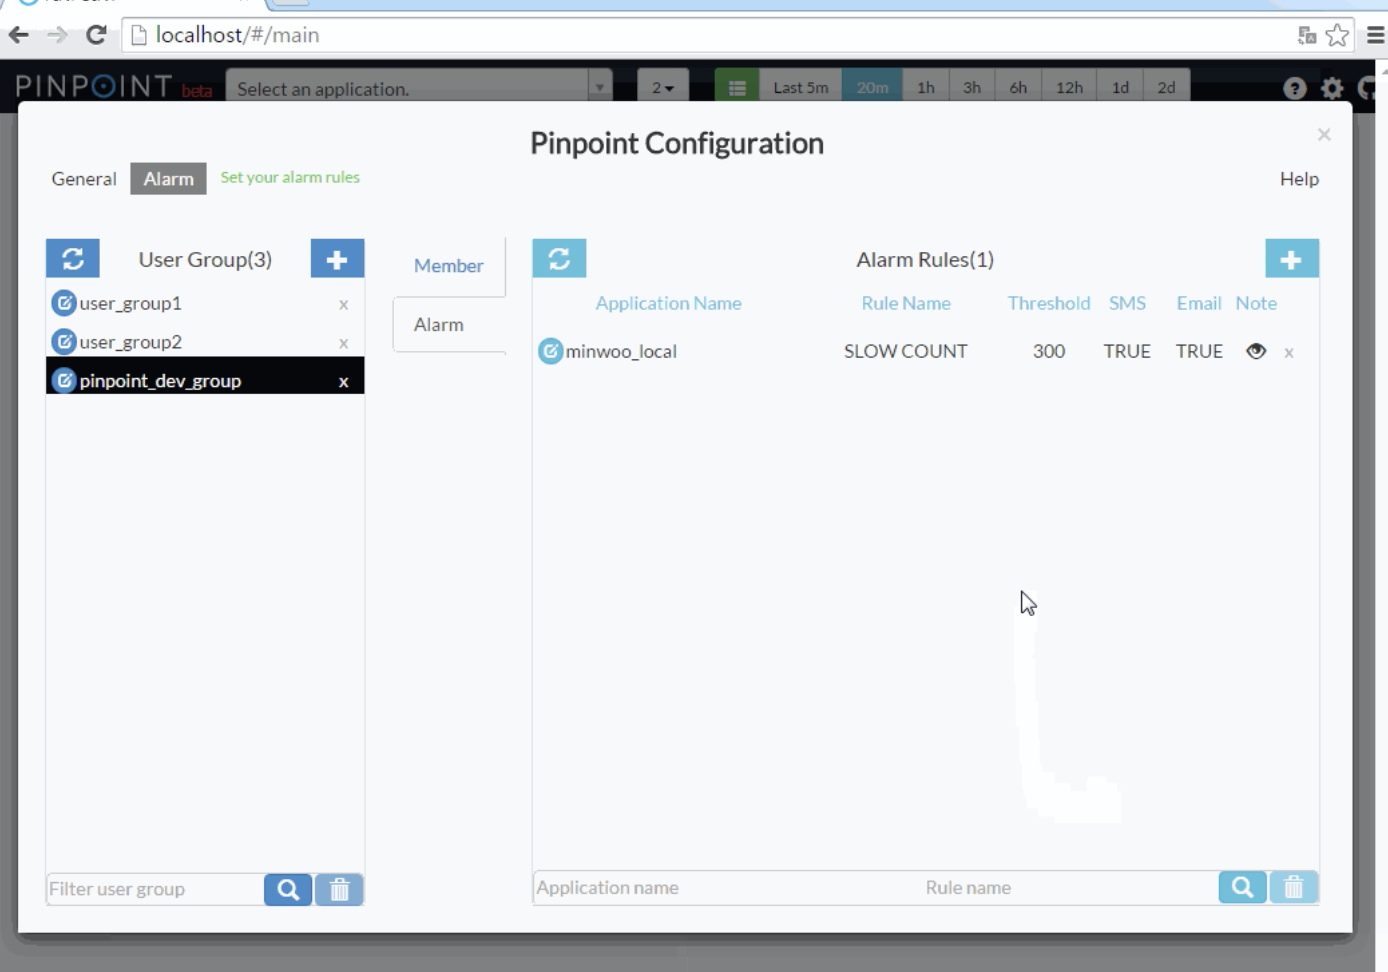 localhost/#/main
PINPOINT beta Select an application. 2 Last 5m 20m 1h 3h 6h 12h 1d 2d
Pinpoint Configuration ×
General Alarm Set your alarm rules Help
User Group(3)
Member
Alarm Rules(1)
user_group1 x
Application Name Rule Name Threshold SMS Email Note
Alarm
user_group2 x
minwoo_local SLOW COUNT 300 TRUE TRUE x
pinpoint_dev_group x
Filter user group
Application name Rule name